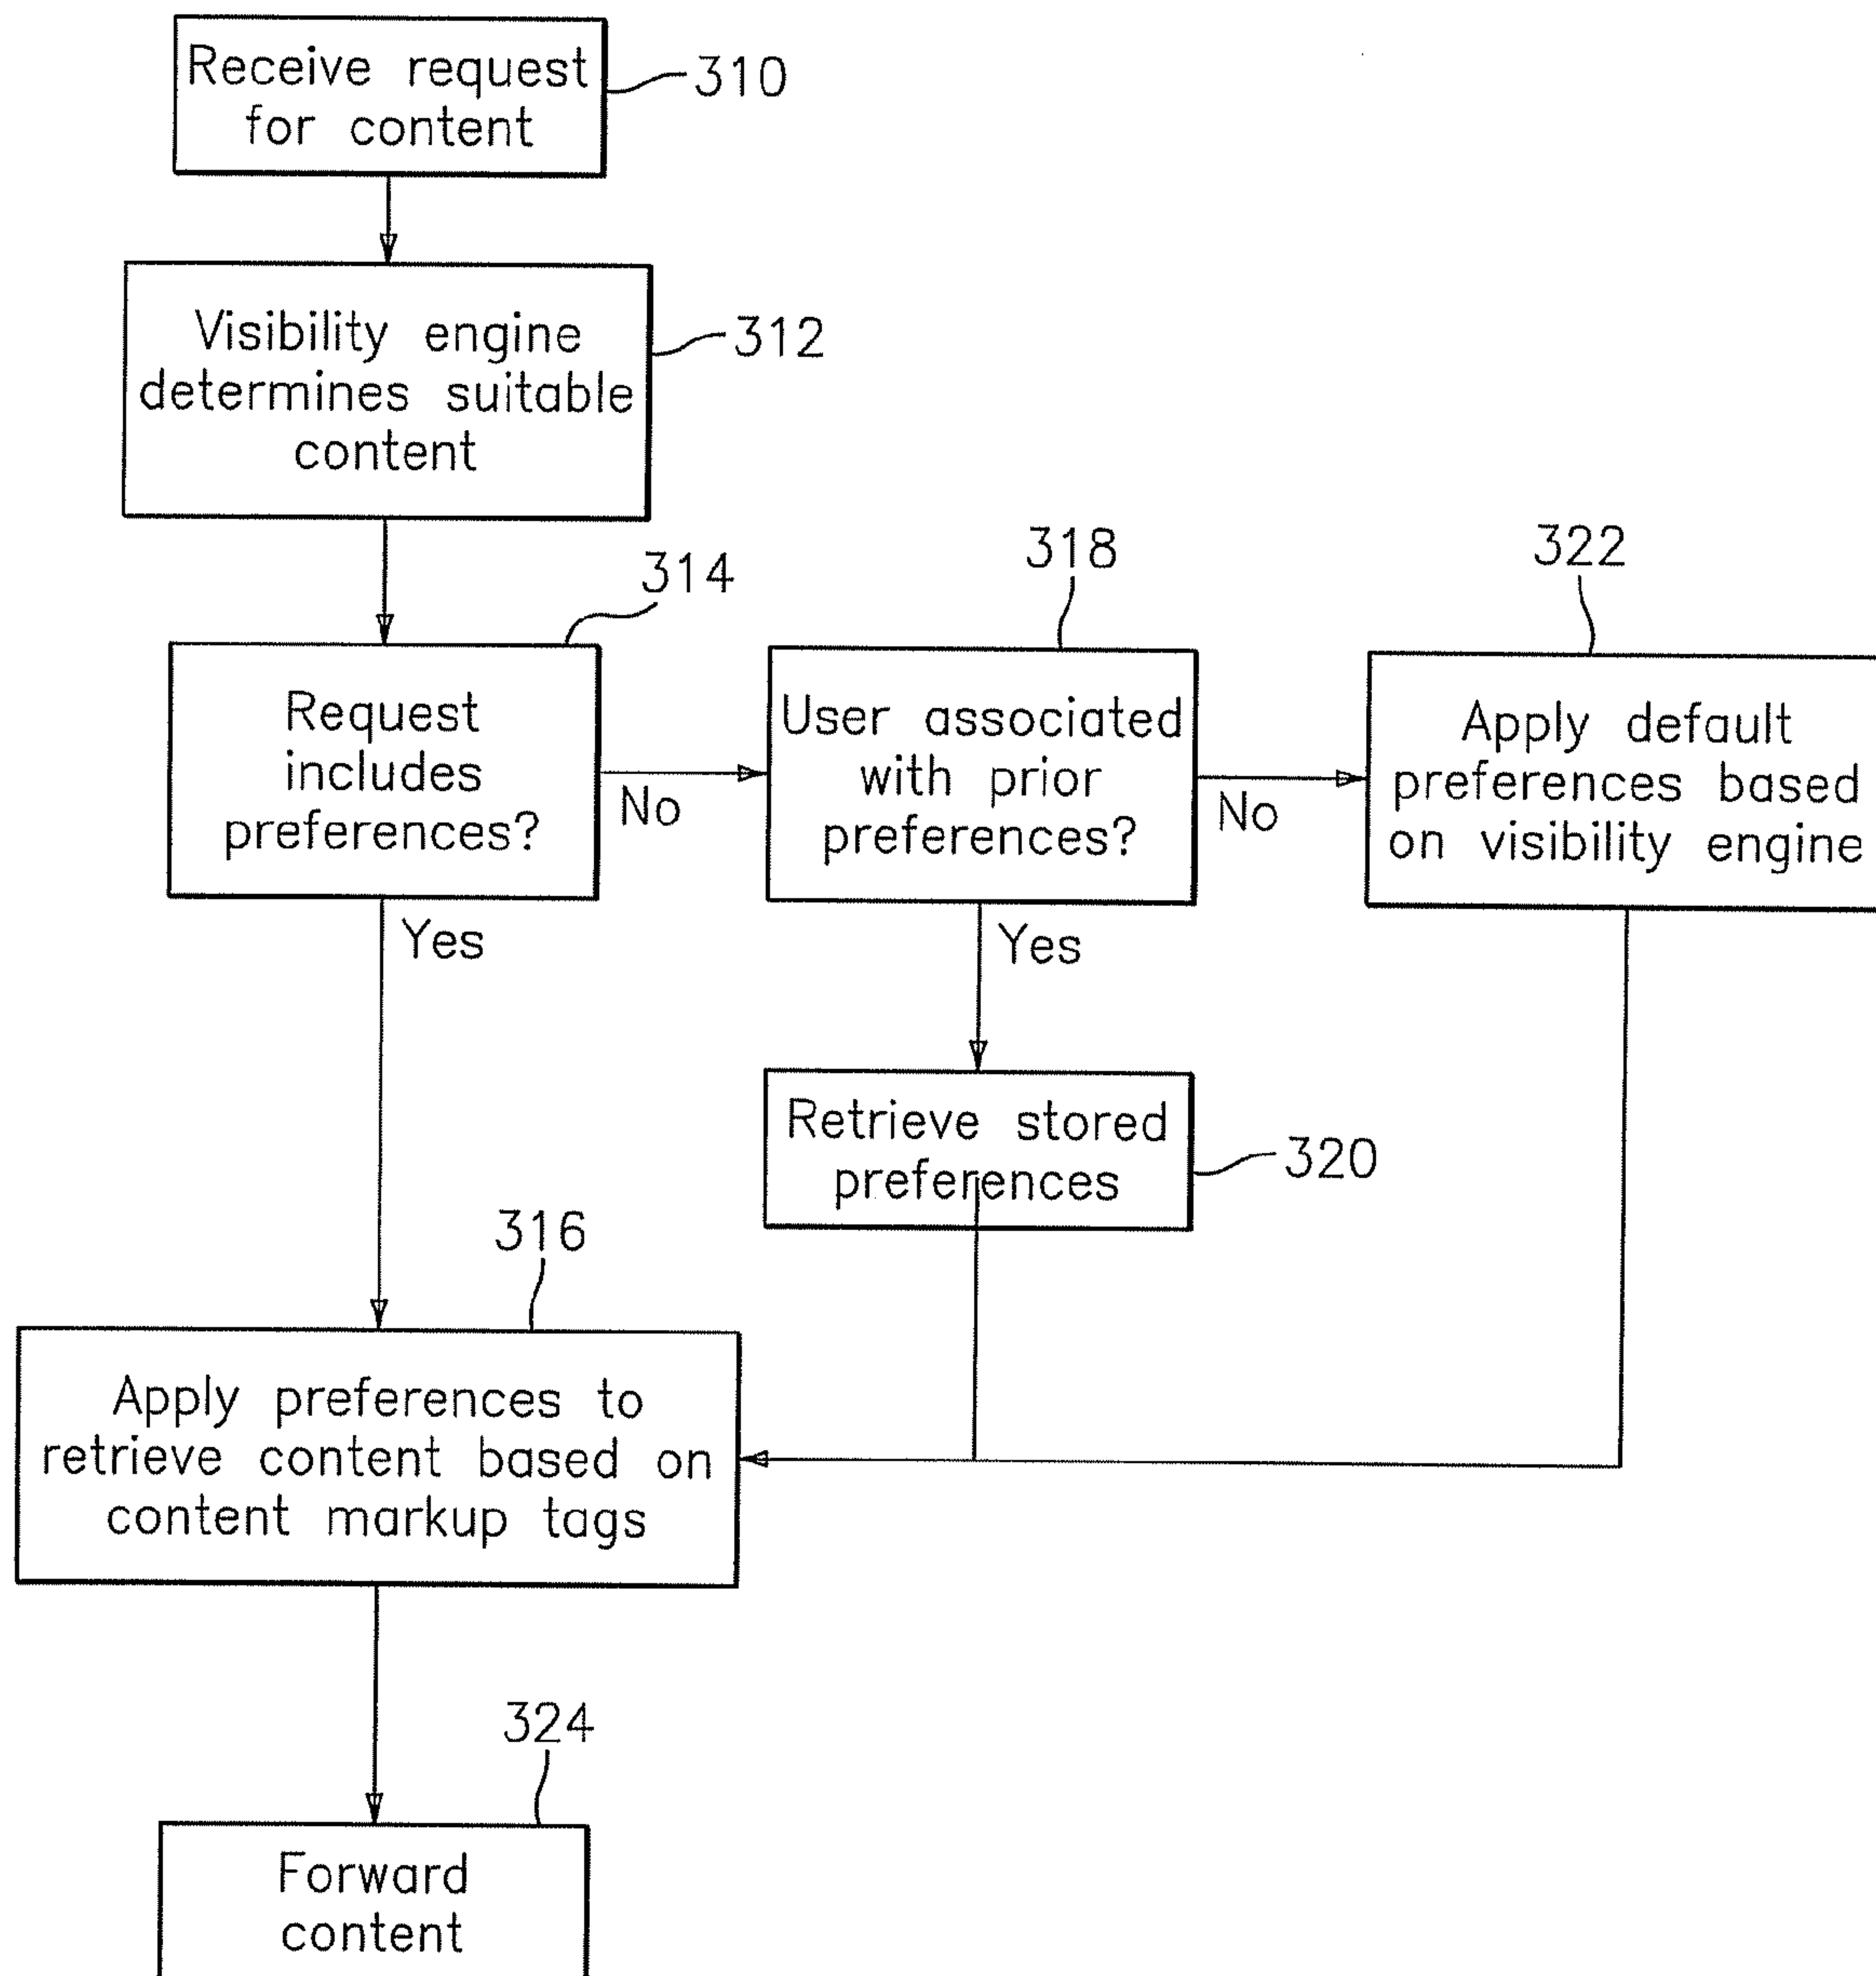 Receive request
for content
310
Visibility engine
determines suitable
content
312
314
318
322
Request
includes
preferences?
No
User associated
with prior
preferences?
No
Apply default
preferences based
on visibility engine
Yes
Yes
Retrieve stored
preferences
320
316
Apply preferences to
retrieve content based on
content markup tags
324
Forward
content